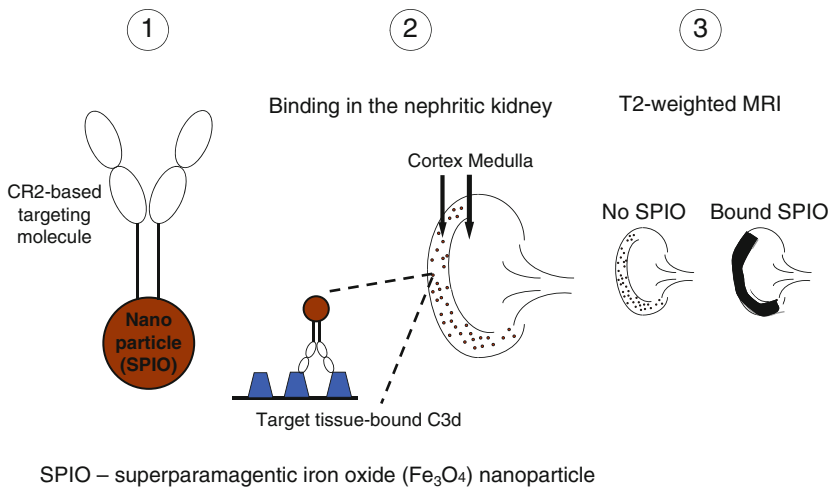 1
2
3
Binding in the nephritic kidney
T2-weighted MRI
Cortex Medulla
CR2-based
targeting
molecule
No SPIO
Bound SPIO
Nano
particle
(SPIO)
Target tissue-bound C3d
SPIO – superparamagentic iron oxide (Fe₃O₄) nanoparticle